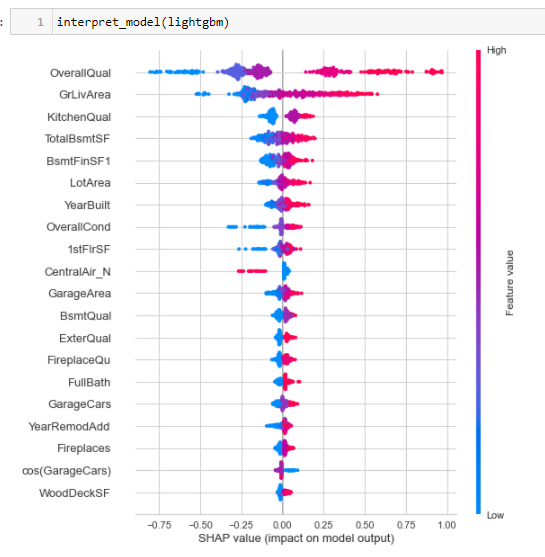 : 1 interpret_model(lightgbm)
High
OverallQual
GrLivArea
KitchenQual
TotalBsmtSF
BsmtFinSF1
LotArea
YearBuilt
OverallCond
1stFlrSF
CentralAir_N
GarageArea
BsmtQual
ExterQual
FireplaceQu
FullBath
GarageCars
YearRemodAdd
Fireplaces
cos(GarageCars)
WoodDeckSF
Feature value
Low
-0.75 -0.50 -0.25 0.00 0.25 0.50 0.75 1.00
SHAP value (impact on model output)